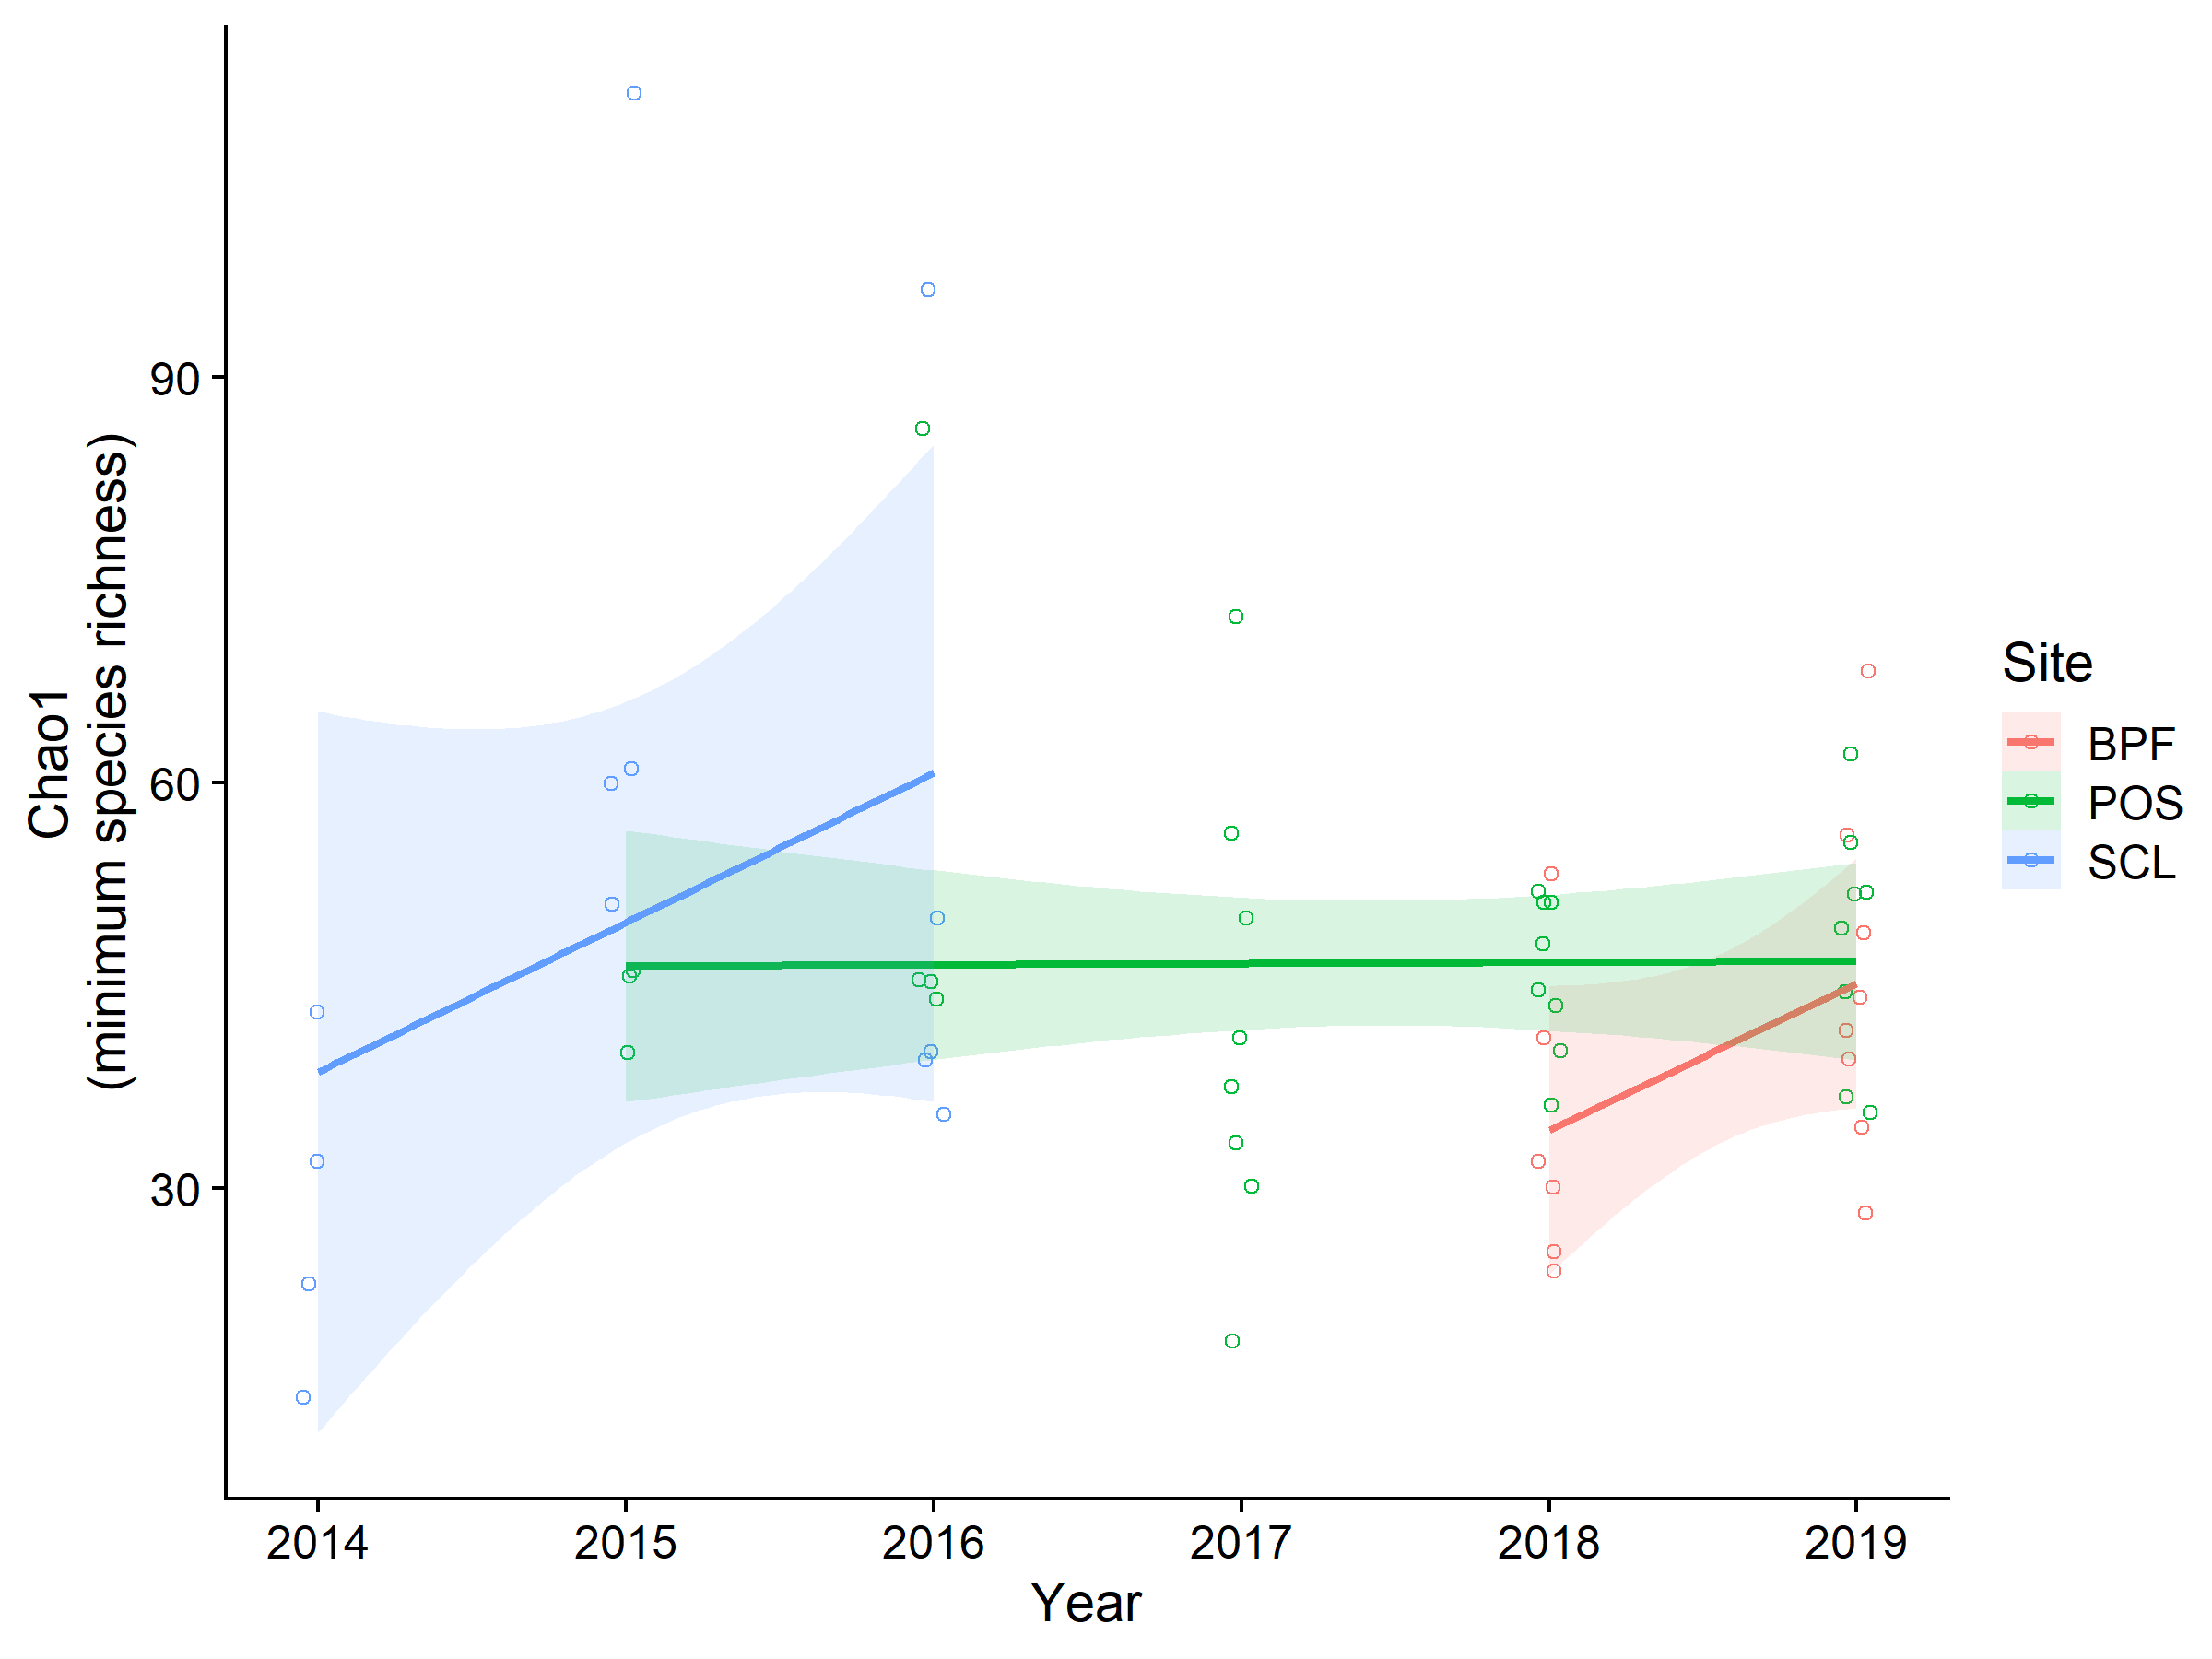 Chao1
(minimum species richness)
90
60
30
2014 2015 2016 2017 2018 2019
Year
Site
BPF
POS
SCL